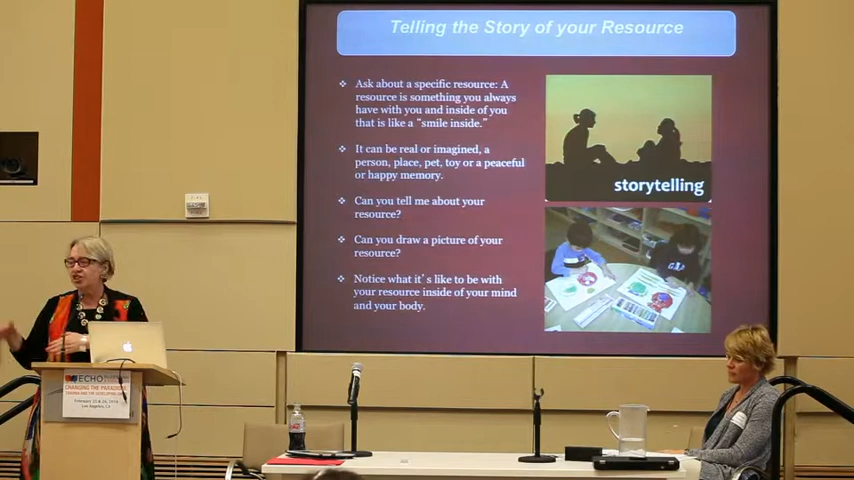 Telling the Story of your Resource
Ask about a specific resource: A
resource is something you always
have with you and inside of you
that is like a "smile inside."
It can be real or imagined, a
person, place, pet, toy or a peaceful
or happy memory.
Can you tell me about your
resource?
Can you draw a picture of your
resource?
Notice what it's like to be with
your resource inside of your mind
and your body.
storytelling
GAP
ECHO
CHANGING THE PARADIGM
Los Angeles, CA